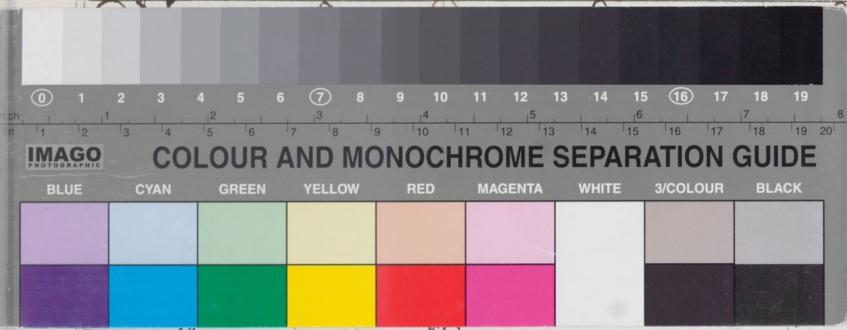 0 1 2 3 4 5 6 7 8 9 10 11 12 13 14 15 16 17 18 19
1 2 3 4 5 6 7 8
1 2 3 4 5 6 7 8 9 10 11 12 13 14 15 16 17 18 19 20
IMAGO
PHOTOGRAPHIC
COLOUR AND MONOCHROME SEPARATION GUIDE
BLUE CYAN GREEN YELLOW RED MAGENTA WHITE 3/COLOUR BLACK